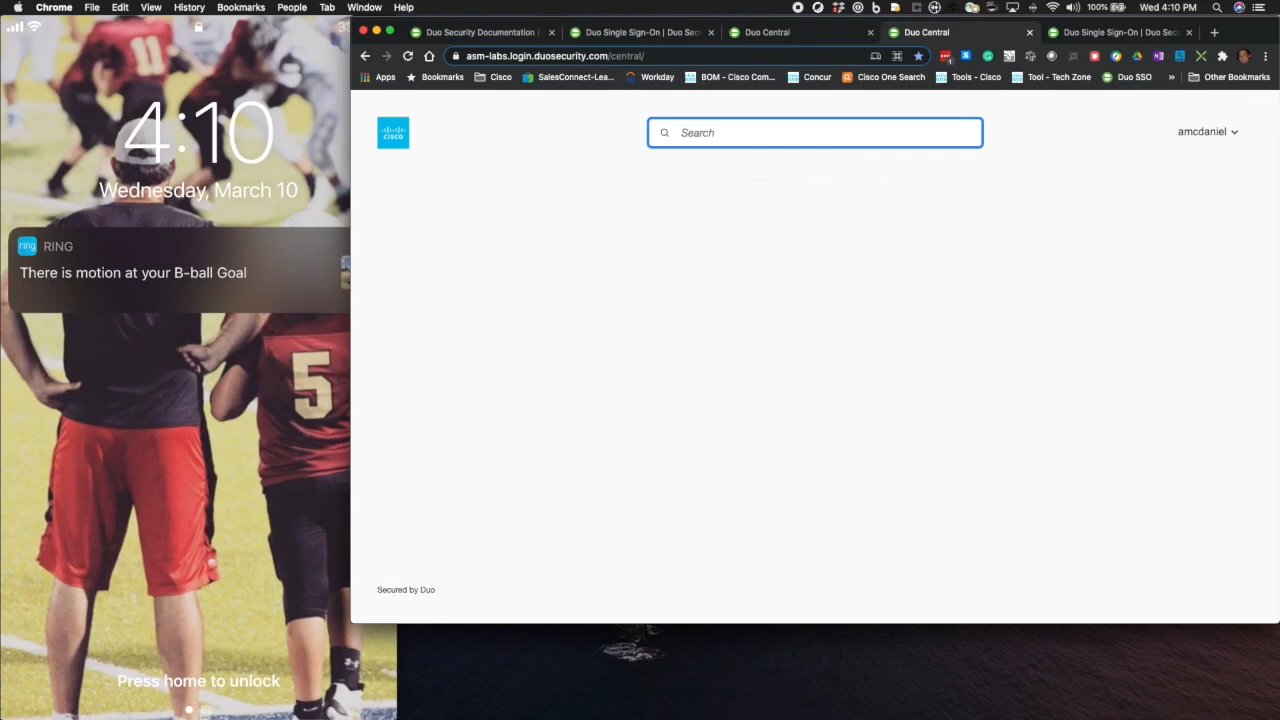 Chrome File Edit View History Bookmarks People Tab Window Help
100% Wed 4:10 PM
4:10
Wednesday, March 10
ring RING
There is motion at your B-ball Goal
11
5
Press home to unlock
Duo Security Documentation | Duo Single Sign-On | Duo Sec Duo Central Duo Central Duo Single Sign-On | Duo Sec
asm-labs.login.duosecurity.com/central/
Apps Bookmarks Cisco SalesConnect-Lea... Workday BOM - Cisco Com... Concur Cisco One Search Tools - Cisco Tool - Tech Zone Duo SSO » Other Bookmarks
CISCO
Search
amcdaniel
Secured by Duo